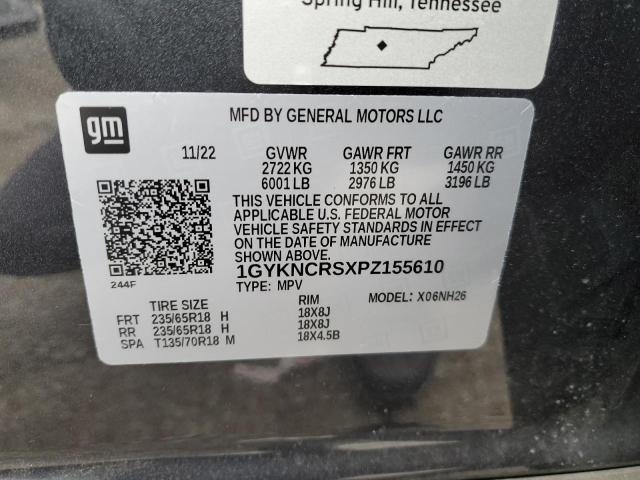 Spring Hill, Tennessee
gm
MFD BY GENERAL MOTORS LLC
11/22 GVWR GAWR FRT GAWR RR
2722 KG 1350 KG 1450 KG
6001 LB 2976 LB 3196 LB
THIS VEHICLE CONFORMS TO ALL
APPLICABLE U.S. FEDERAL MOTOR
VEHICLE SAFETY STANDARDS IN EFFECT
ON THE DATE OF MANUFACTURE
SHOWN ABOVE.
1GYKNCRSXPZ155610
244F
TYPE: MPV MODEL: X06NH26
TIRE SIZE RIM
FRT 235/65R18 H 18X8J
RR 235/65R18 H 18X8J
SPA T135/70R18 M 18X4.5B